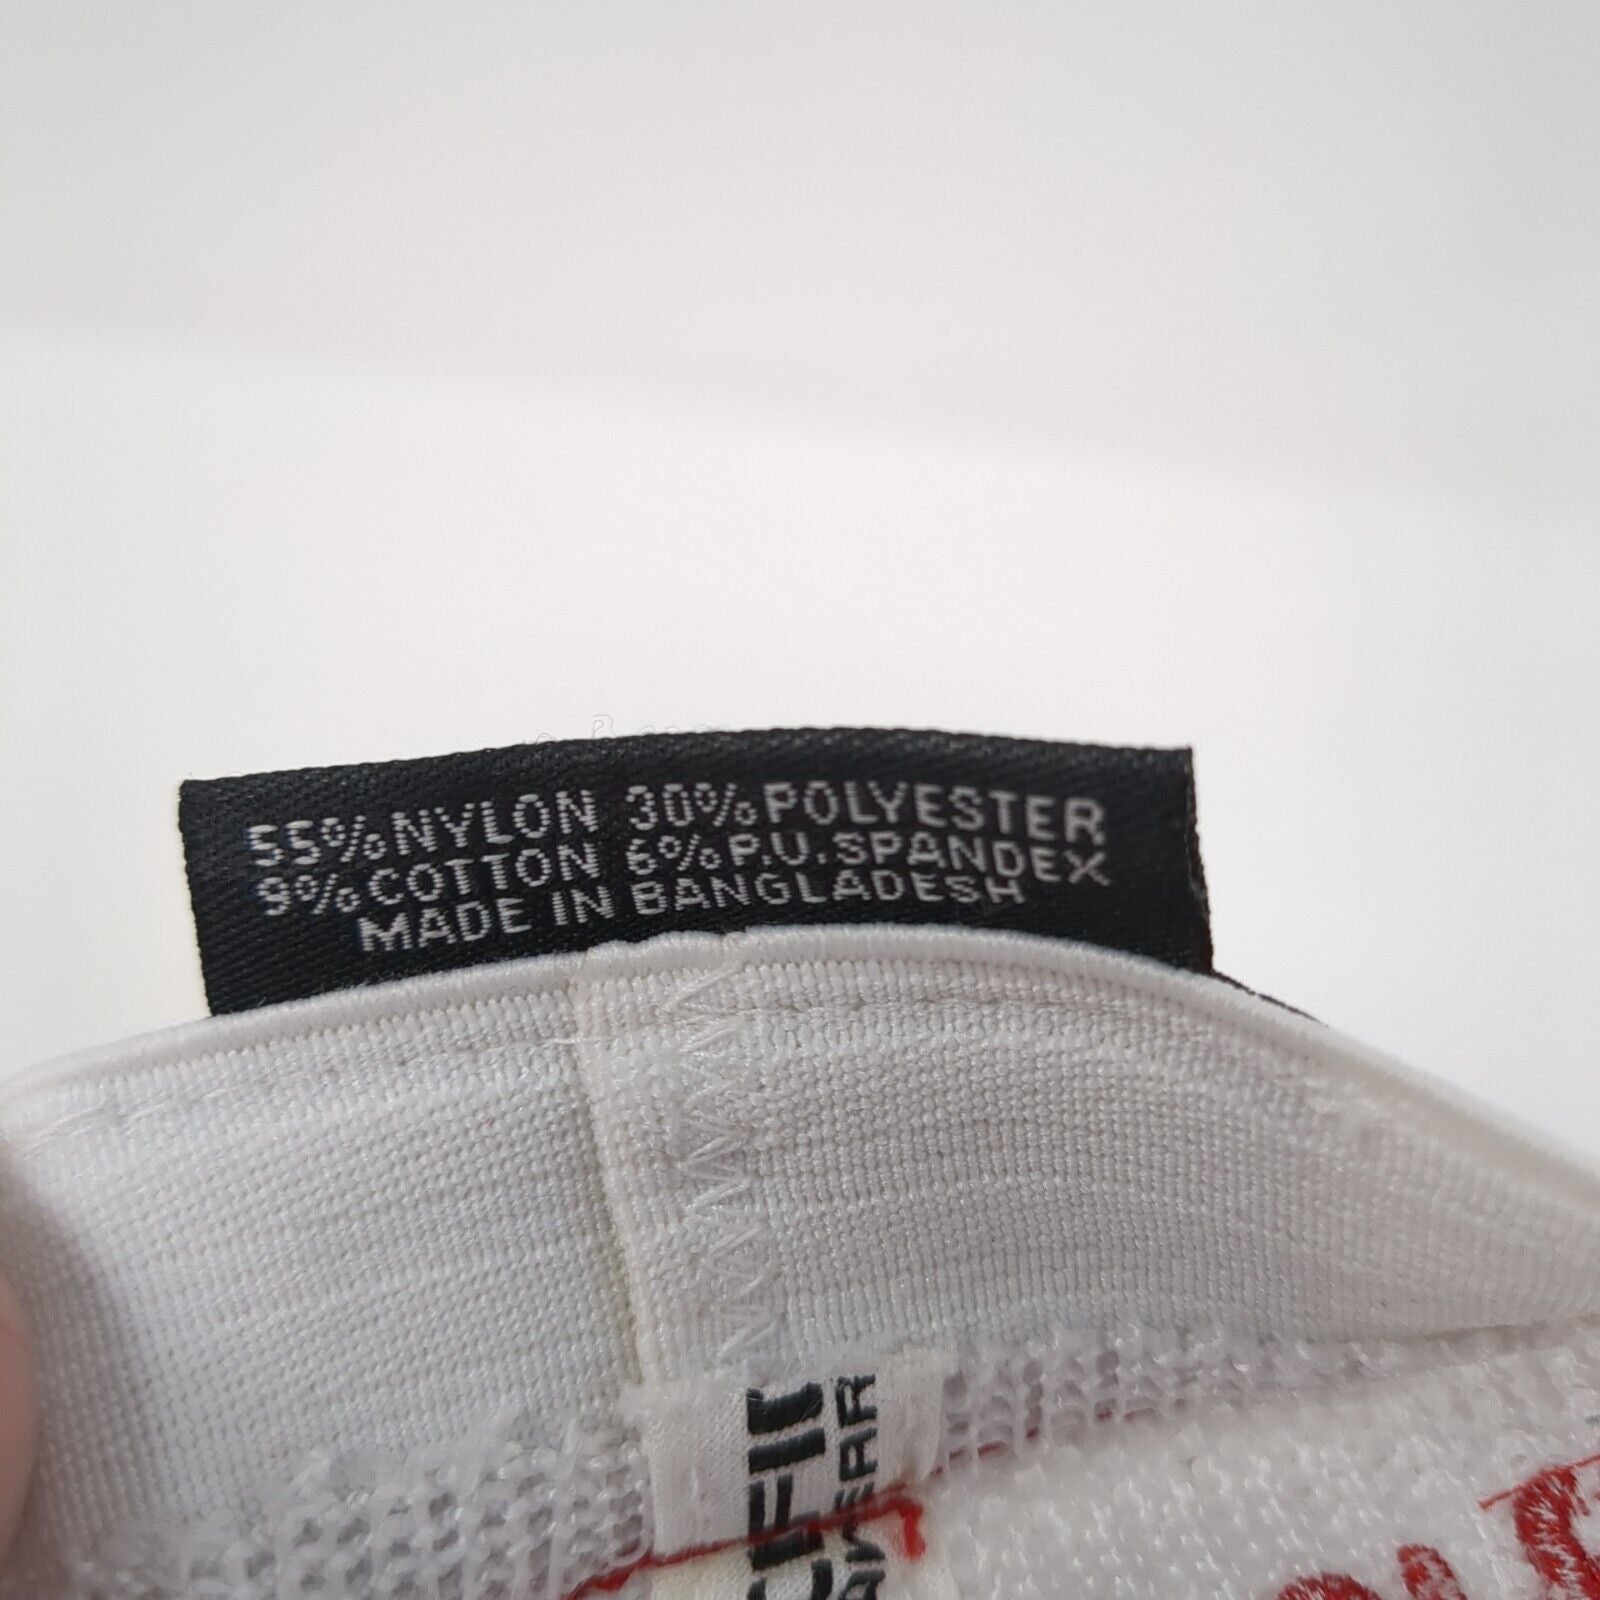 55% NYLON 30% POLYESTER
9% COTTON 6% P.U. SPANDEX
MADE IN BANGLADESH